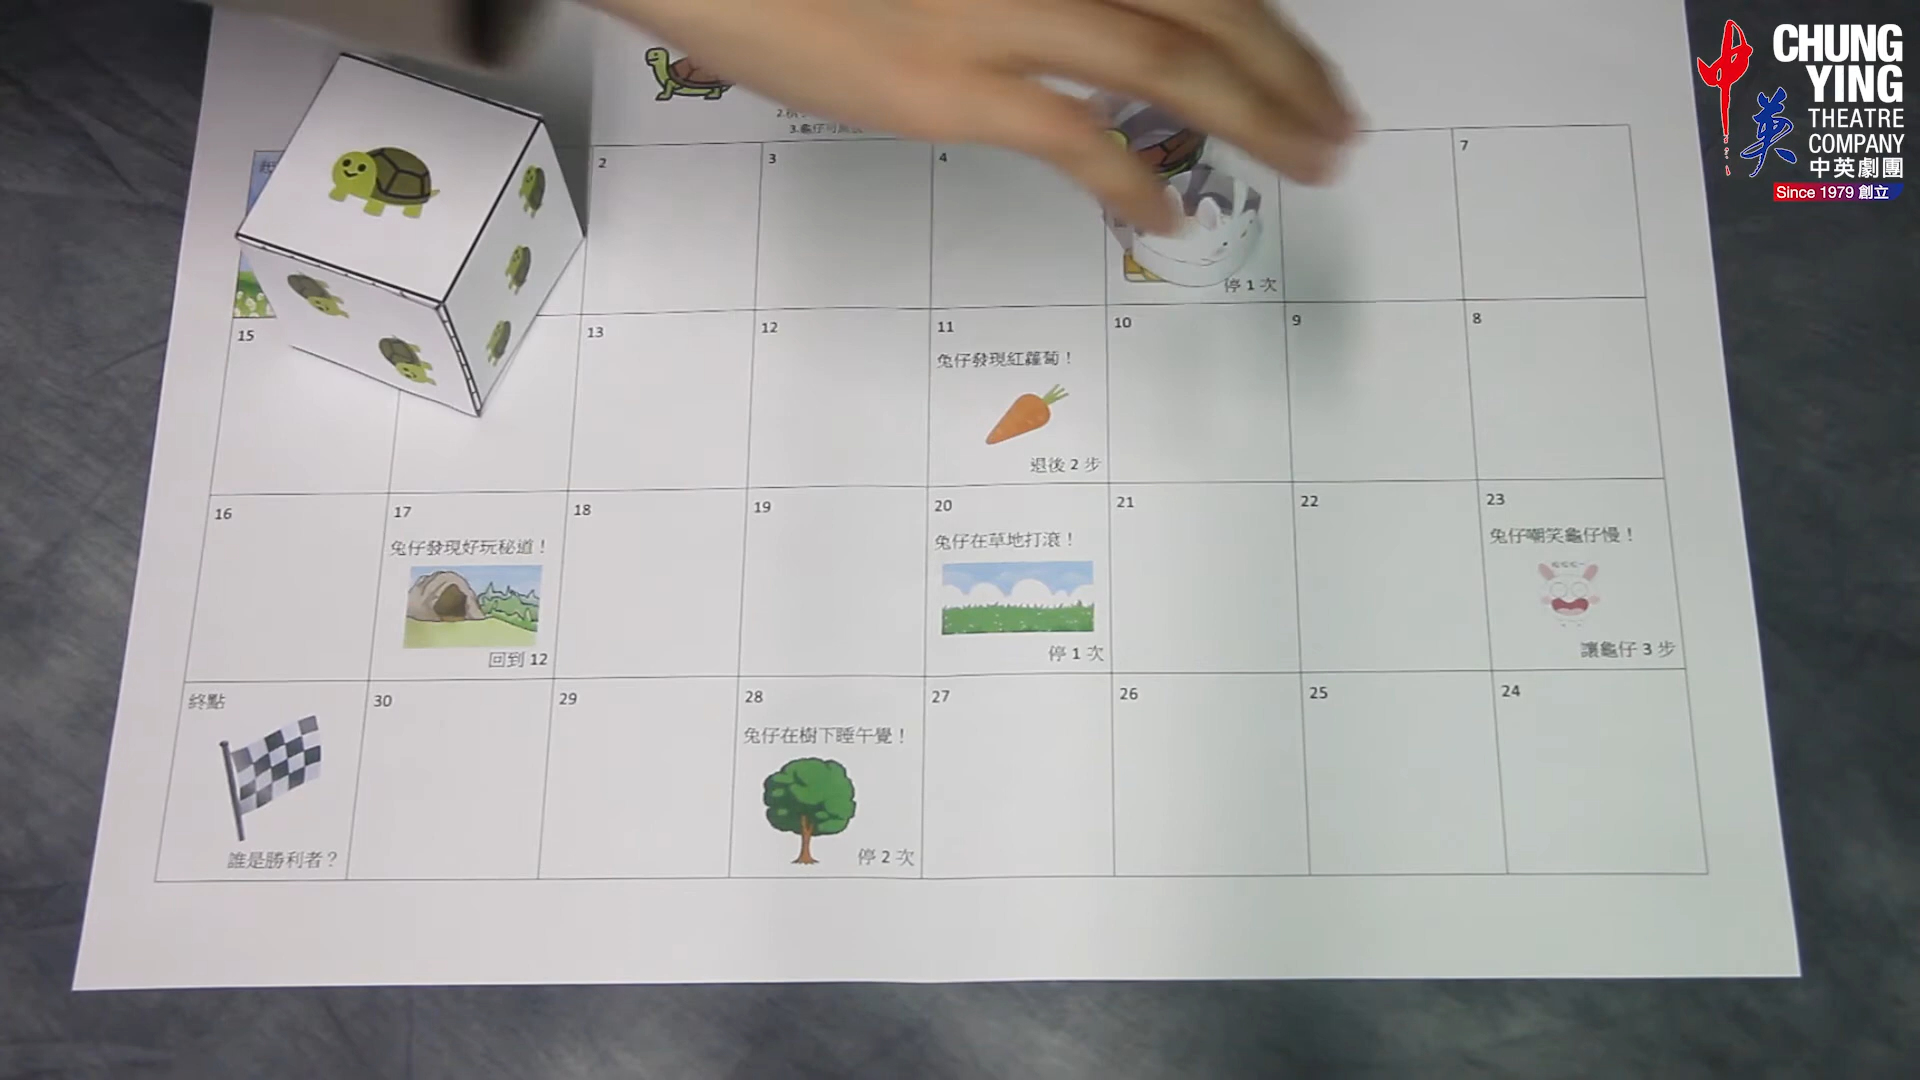 中
英
CHUNG
YING
THEATRE
COMPANY
中英劇團
Since 1979 創立
2
3
4
停 1 次
7
15
13
12
11
兔仔發現紅蘿蔔！
退後 2 步
10
9
8
16
17
兔仔發現好玩秘道！
回到 12
18
19
20
兔仔在草地打滾！
停 1 次
21
22
23
兔仔嘲笑龜仔慢！
讓龜仔 3 步
終點
誰是勝利者？
30
29
28
兔仔在樹下睡午覺！
停 2 次
27
26
25
24